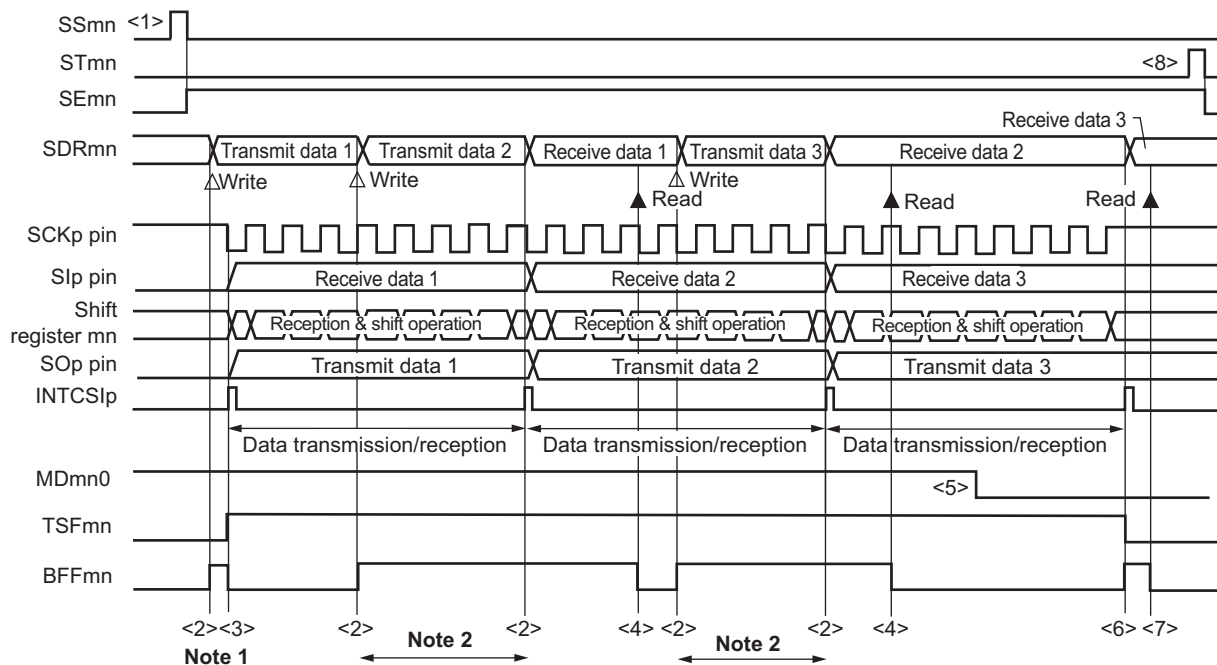 SSmn <1>
STmn <8>
SEmn
Receive data 3
SDRmn Transmit data 1 Transmit data 2 Receive data 1 Transmit data 3 Receive data 2
Write Write Write
Read Read Read
SCKp pin
SIp pin Receive data 1 Receive data 2 Receive data 3
Shift
register mn Reception & shift operation Reception & shift operation Reception & shift operation
SOp pin Transmit data 1 Transmit data 2 Transmit data 3
INTCSIp
Data transmission/reception Data transmission/reception Data transmission/reception
MDmn0 <5>
TSFmn
BFFmn
<2> <3> <2> <2> <4> <2> <2> <4> <6> <7>
Note 1 Note 2 Note 2